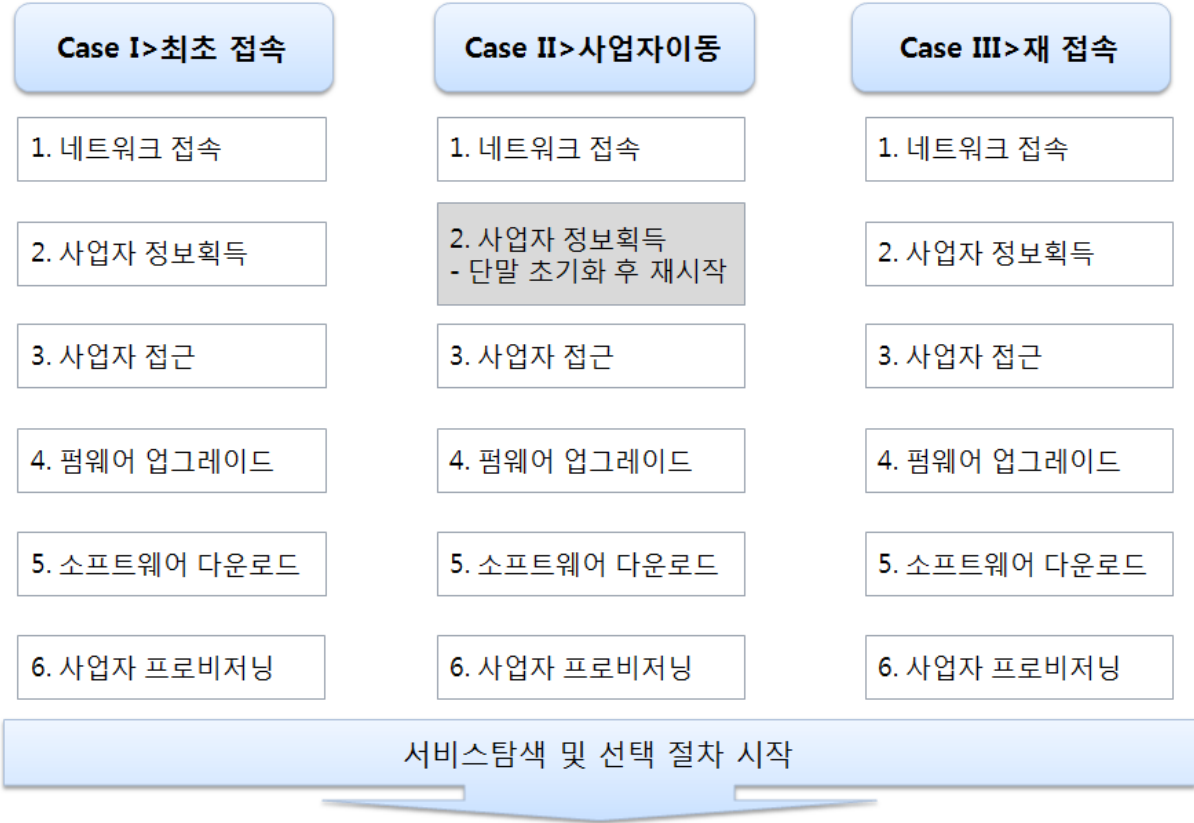 Case I>최초 접속
Case II>사업자이동
Case III>재 접속
1. 네트워크 접속
1. 네트워크 접속
1. 네트워크 접속
2. 사업자 정보획득
2. 사업자 정보획득
- 단말 초기화 후 재시작
2. 사업자 정보획득
3. 사업자 접근
3. 사업자 접근
3. 사업자 접근
4. 펌웨어 업그레이드
4. 펌웨어 업그레이드
4. 펌웨어 업그레이드
5. 소프트웨어 다운로드
5. 소프트웨어 다운로드
5. 소프트웨어 다운로드
6. 사업자 프로비저닝
6. 사업자 프로비저닝
6. 사업자 프로비저닝
서비스탐색 및 선택 절차 시작